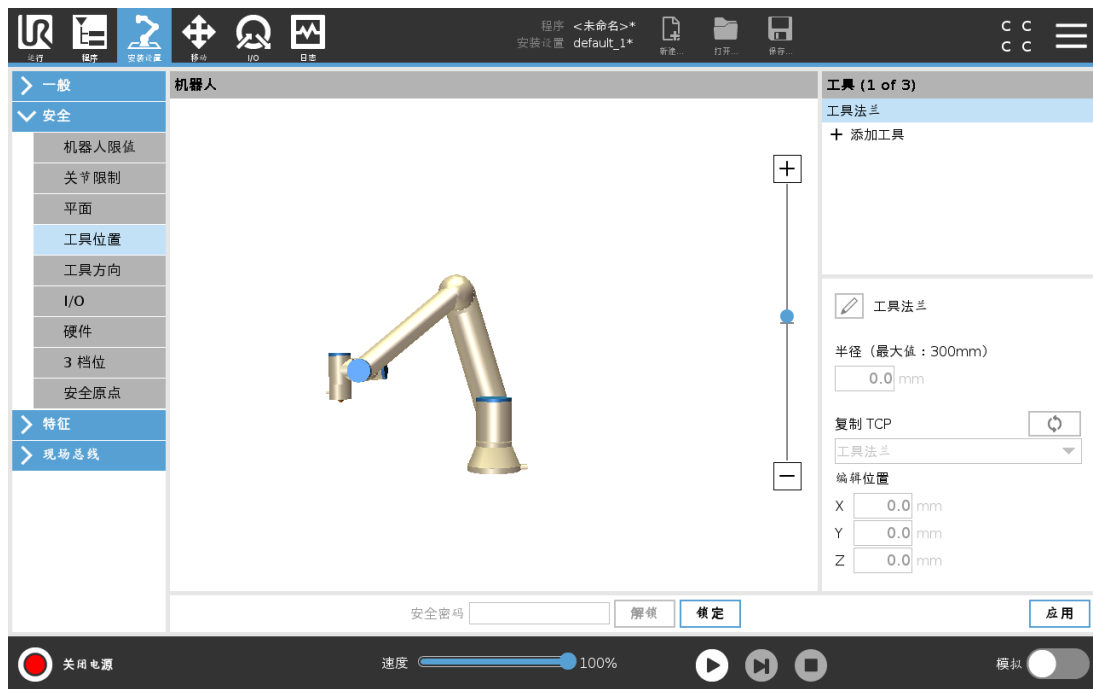 运行 程序 安装设置 移动 I/O 日志
程序 <未命名>*
安装设置 default_1*
新建... 打开... 保存...
C C
C C
一般
安全
机器人限值
关节限制
平面
工具位置
工具方向
I/O
硬件
3 档位
安全原点
特征
现场总线
机器人
工具 (1 of 3)
工具法兰
+ 添加工具
工具法兰
半径（最大值：300mm）
0.0 mm
复制 TCP
工具法兰
编辑位置
X 0.0 mm
Y 0.0 mm
Z 0.0 mm
安全密码 解锁 锁定 应用
关闭电源 速度 100% 模拟